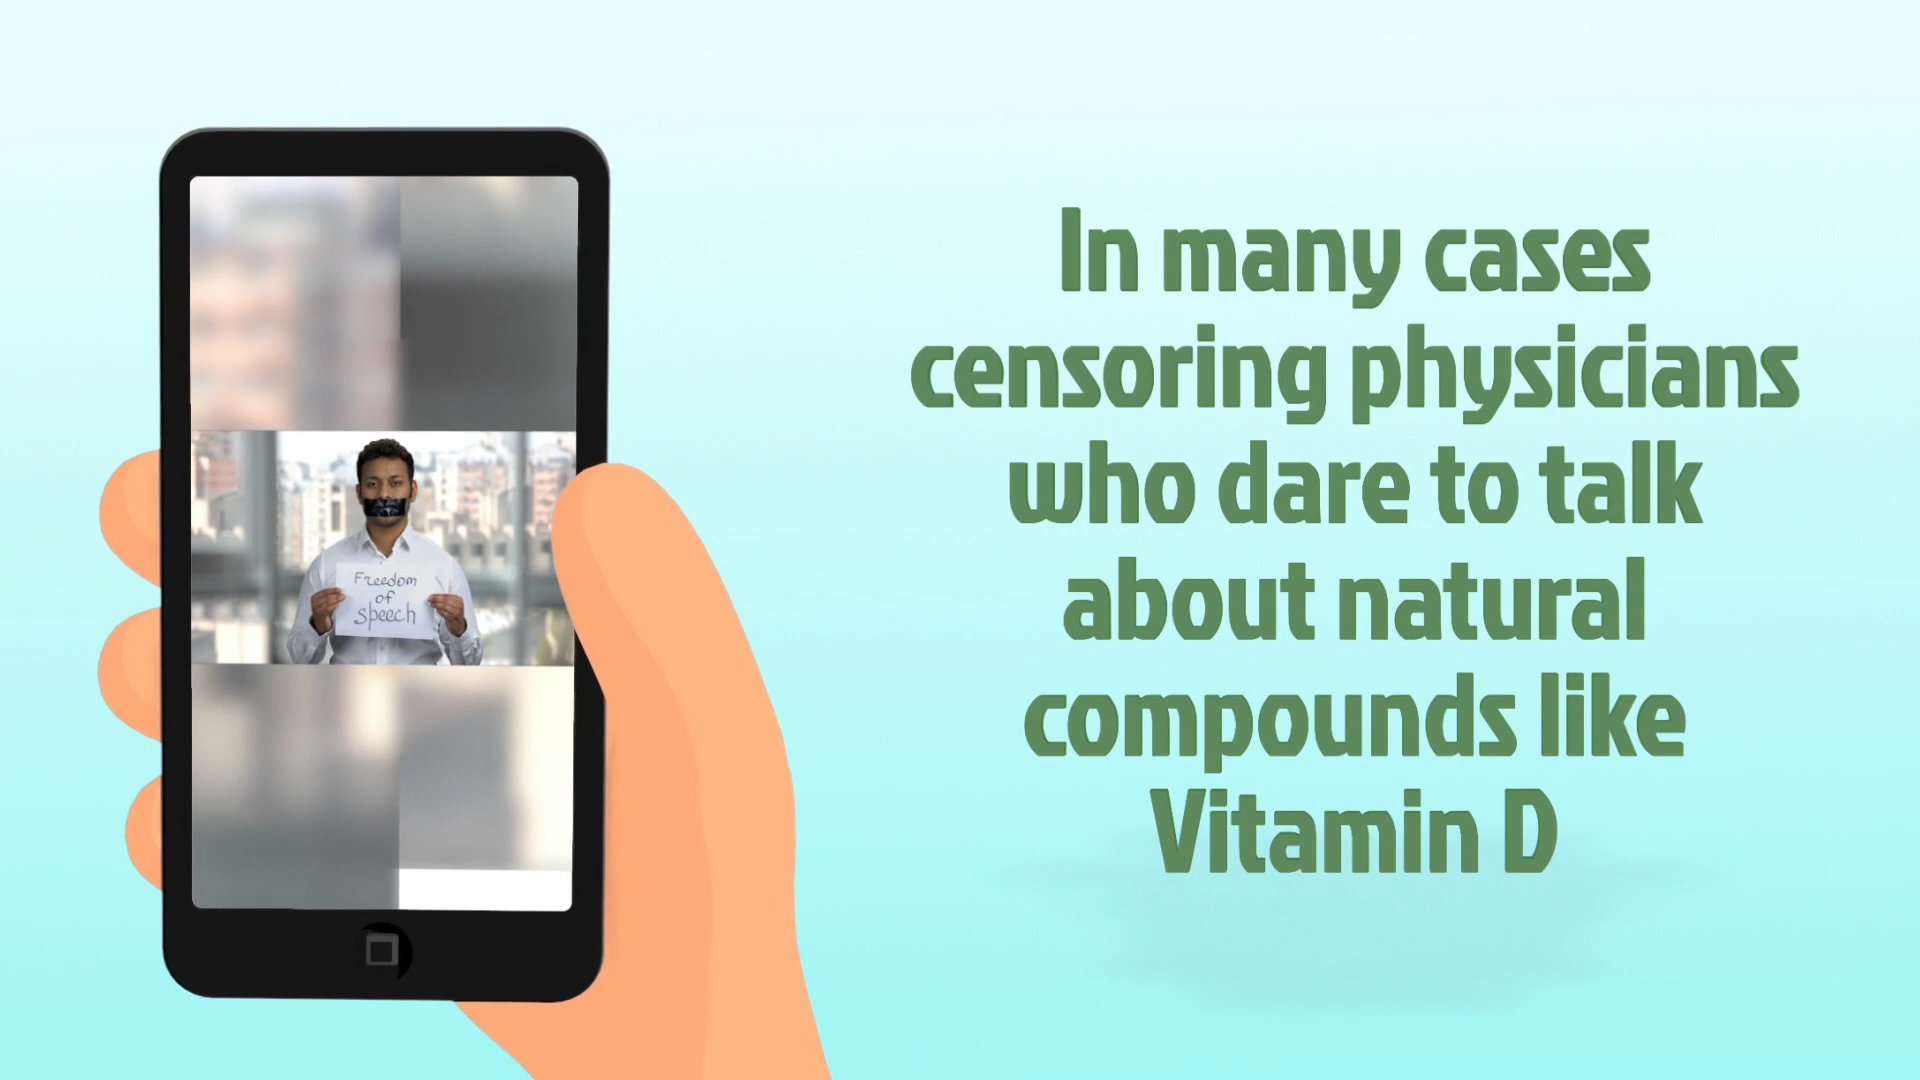 Freedom
of
speech
In many cases
censoring physicians
who dare to talk
about natural
compounds like
Vitamin D